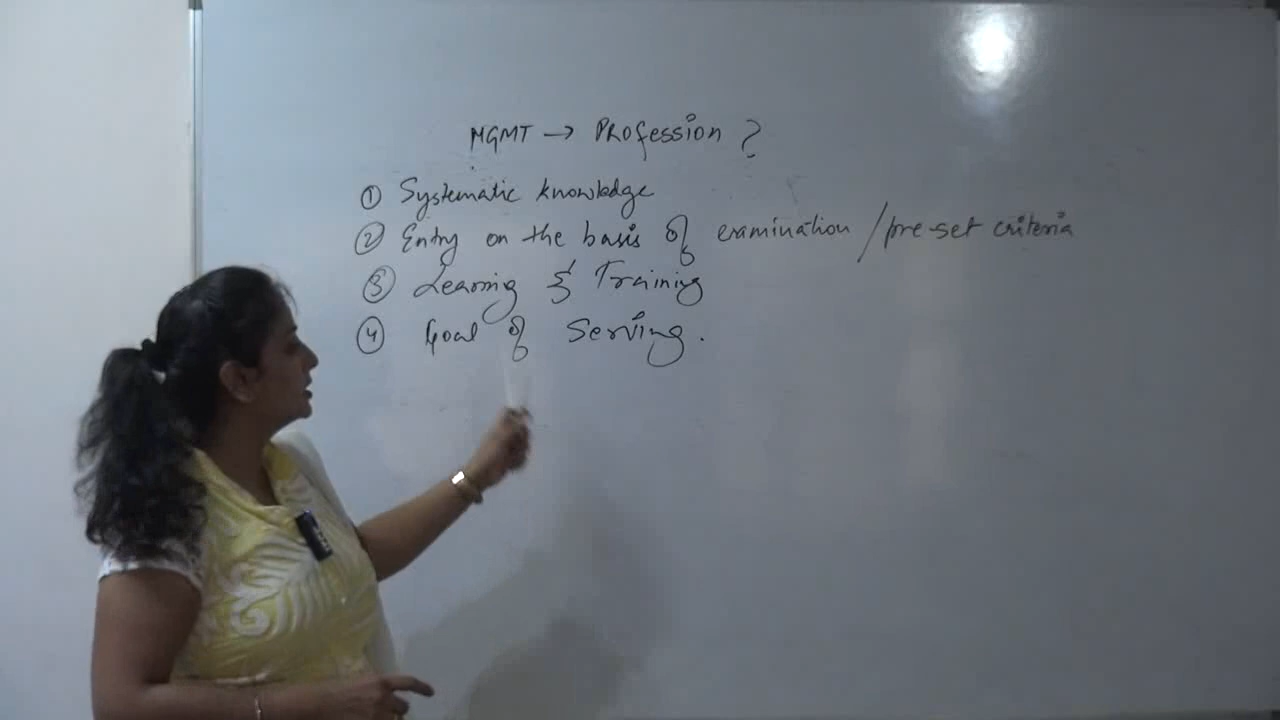 MGMT → Profession ?
① Systematic knowledge
② Entry on the basis of examination / pre-set criteria
③ Learning & Training
④ Goal of Serving.